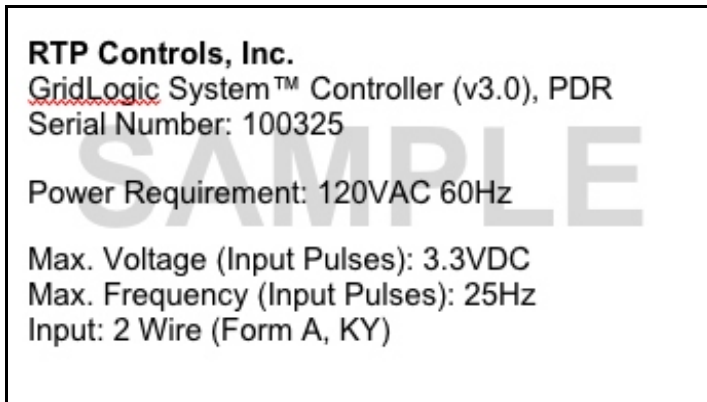 RTP Controls, Inc.
GridLogic System™ Controller (v3.0), PDR
Serial Number: 100325
SAMPLE
Power Requirement: 120VAC 60Hz
Max. Voltage (Input Pulses): 3.3VDC
Max. Frequency (Input Pulses): 25Hz
Input: 2 Wire (Form A, KY)